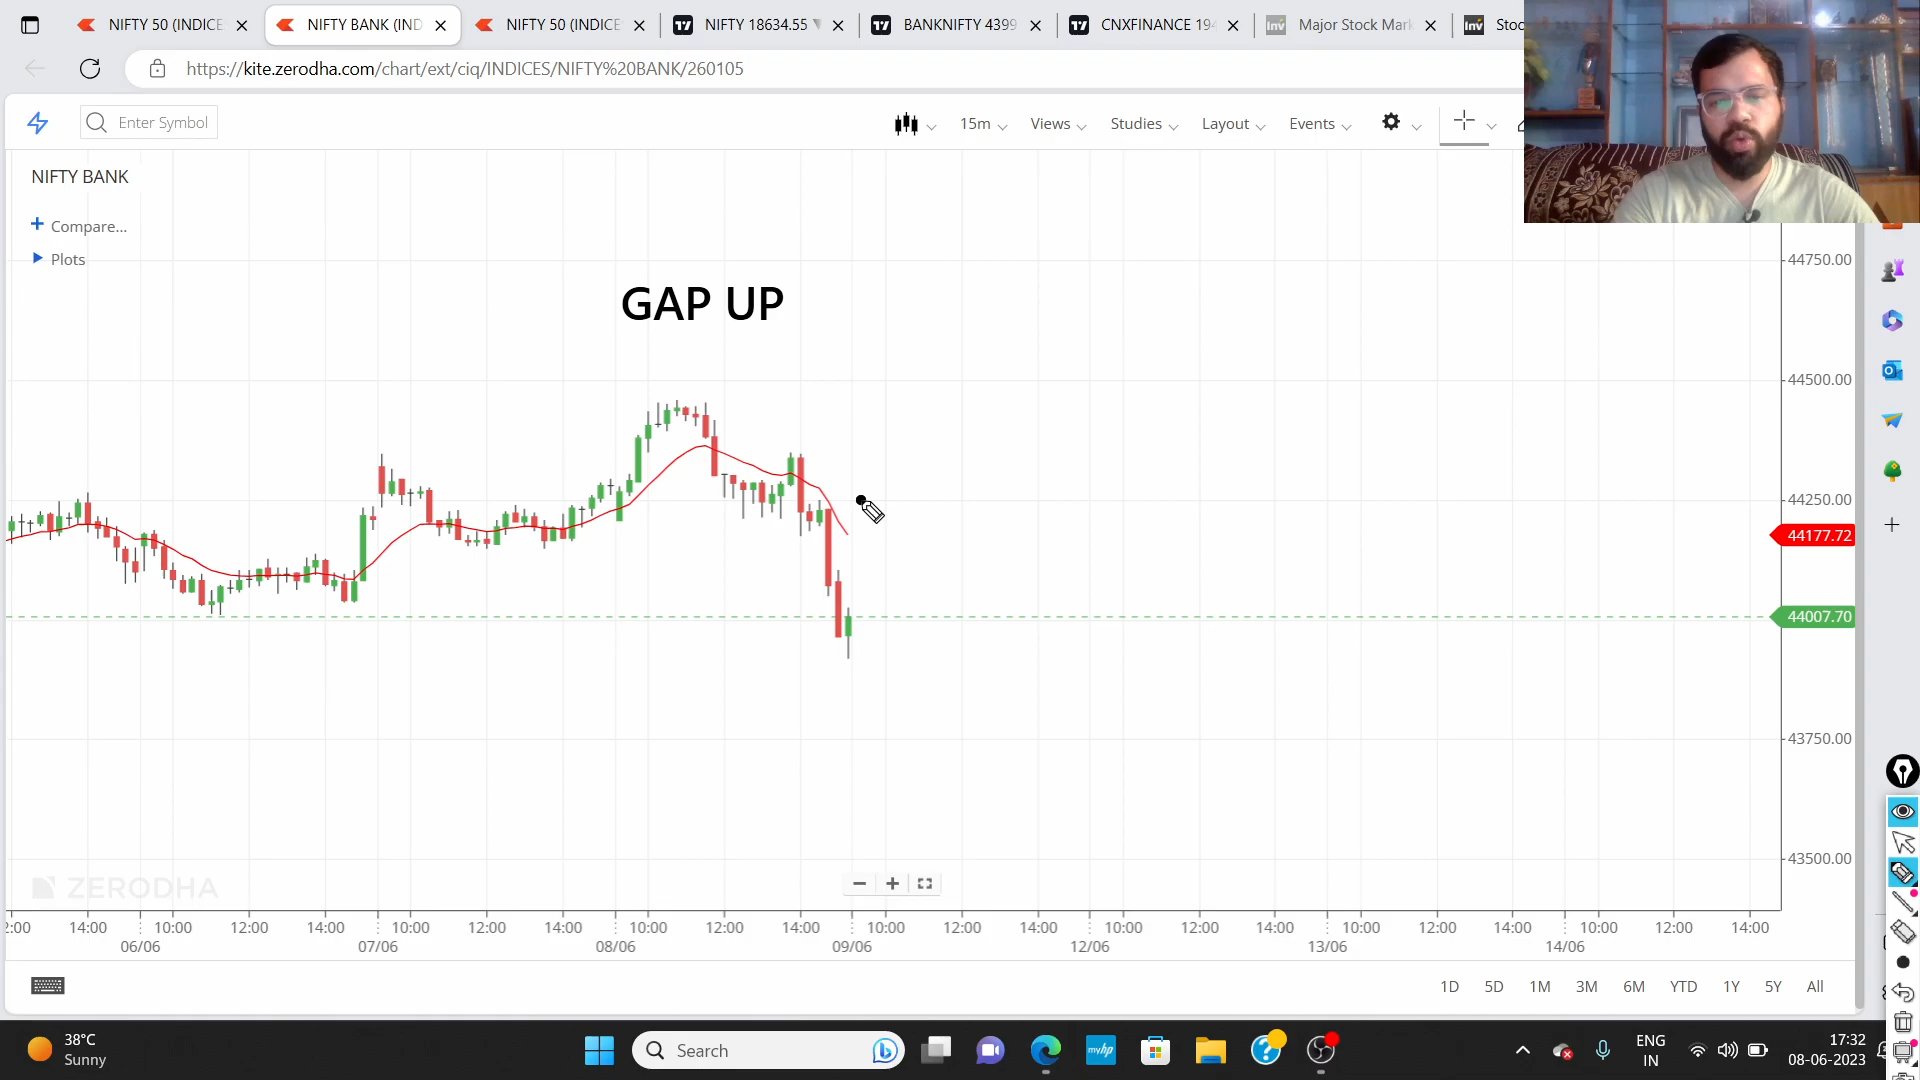 NIFTY 50 (INDICE
NIFTY BANK (IND
NIFTY 50 (INDICE
NIFTY 18634.55
BANKNIFTY 4399
CNXFINANCE 194
Major Stock Mark
Stoc
https://kite.zerodha.com/chart/ext/ciq/INDICES/NIFTY%20BANK/260105
Enter Symbol
15m
Views
Studies
Layout
Events
NIFTY BANK
+ Compare...
Plots
GAP UP
44750.00
44500.00
44250.00
44177.72
44007.70
43750.00
43500.00
ZERODHA
2:00 14:00 10:00 12:00 14:00 10:00 12:00 14:00 10:00 12:00 14:00 10:00 12:00 14:00 10:00 12:00 14:00 10:00 12:00 14:00 10:00 12:00 14:00
06/06 07/06 08/06 09/06 12/06 13/06 14/06
1D 5D 1M 3M 6M YTD 1Y 5Y All
38°C
Sunny
Search
myhp
ENG
IN
17:32
08-06-2023